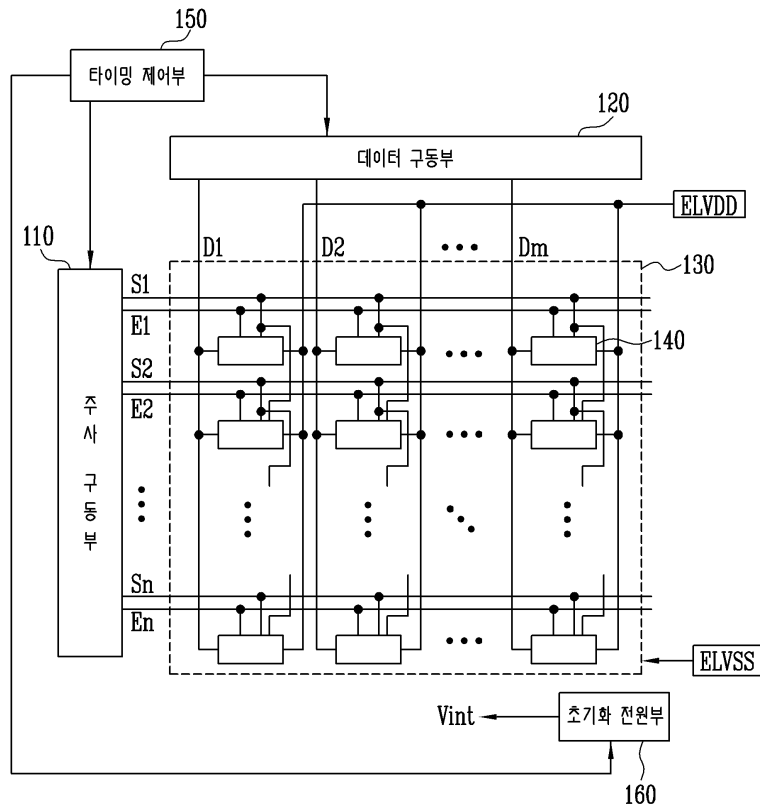 150
타이밍 제어부
120
데이터 구동부
ELVDD
110
D1
D2
Dm
130
S1
E1
140
S2
E2
주사 구동부
Sn
En
ELVSS
Vint
초기화 전원부
160